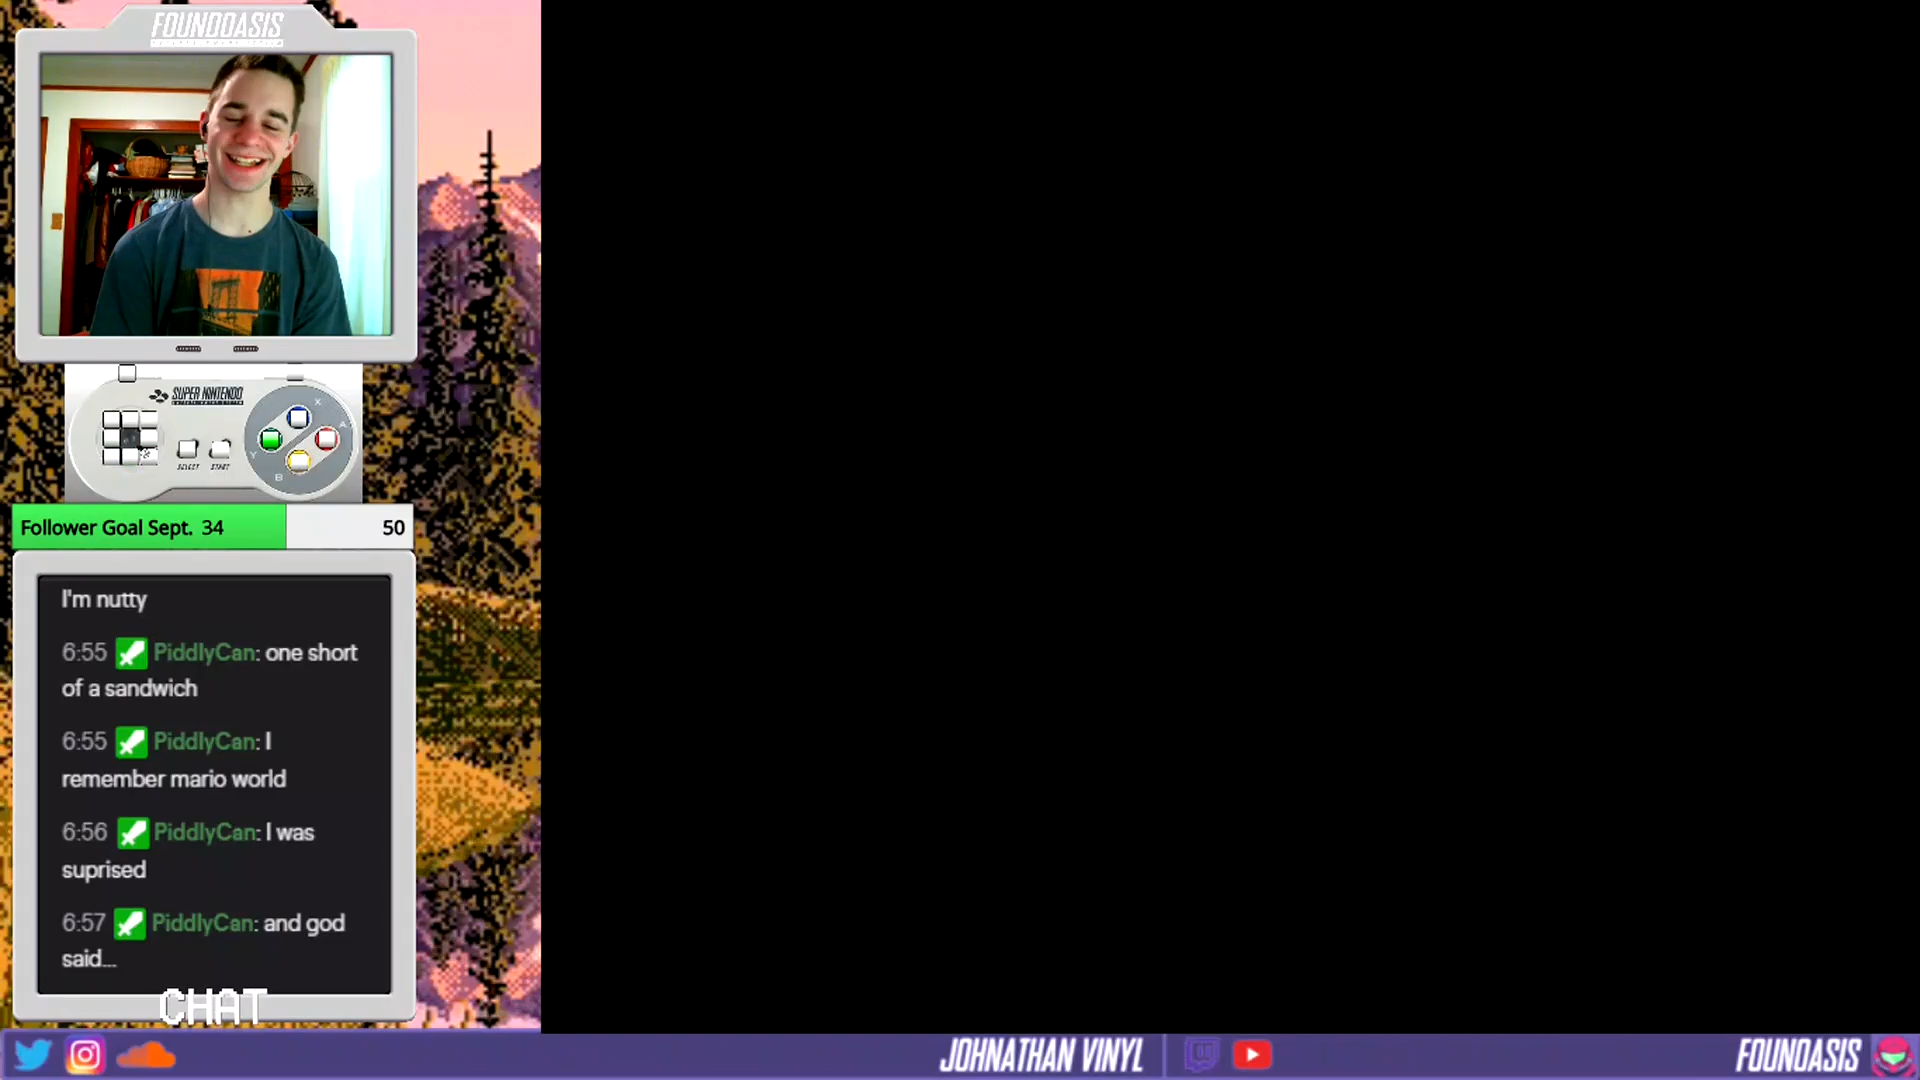 FOUNDOASIS
SUPER NINTENDO
X
A
Y
B
SELECT
START
Follower Goal Sept. 34
50
I'm nutty
6:55 PiddlyCan: one short
of a sandwich
6:55 PiddlyCan: I
remember mario world
6:56 PiddlyCan: I was
suprised
6:57 PiddlyCan: and god
said...
CHAT
JOHNATHAN VINYL
FOUNOASIS